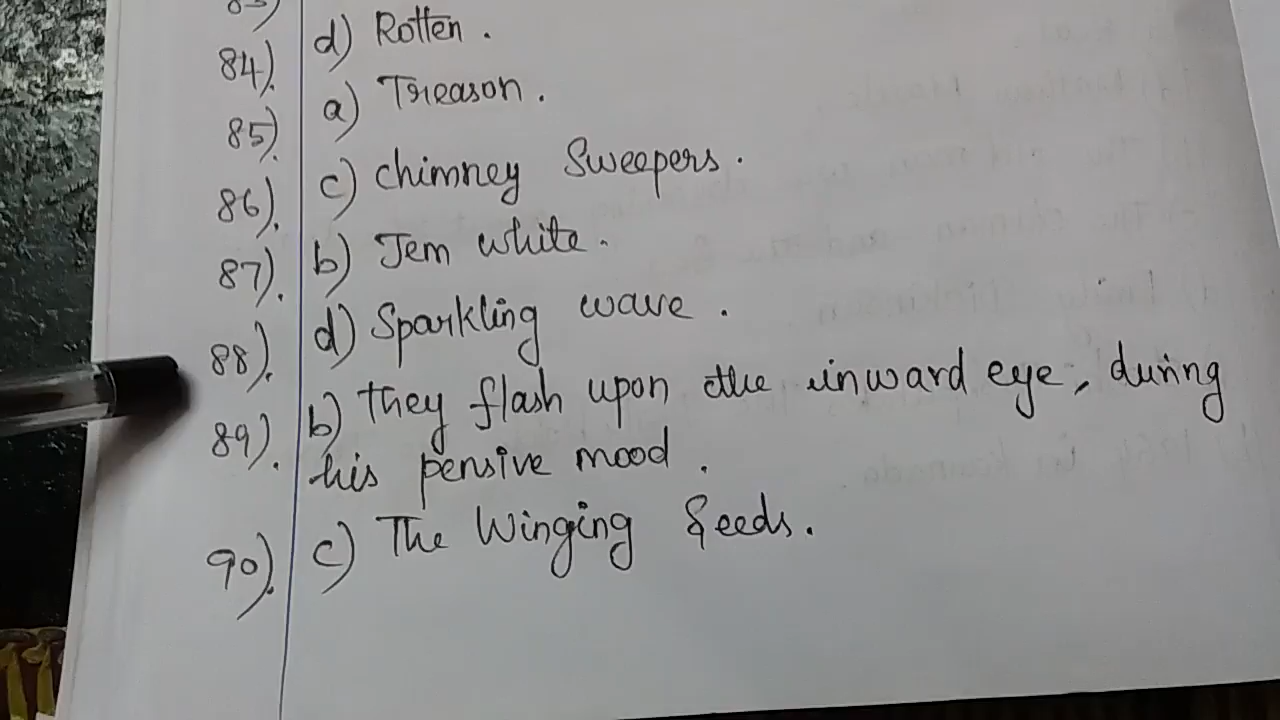 84). d) Rotten .
85). a) Treason .
86). c) Chimney Sweepers .
87). b) Jem white .
88). d) Sparkling wave .
89). b) they flash upon the inward eye, during
his pensive mood .
90). c) The Winging Seeds .